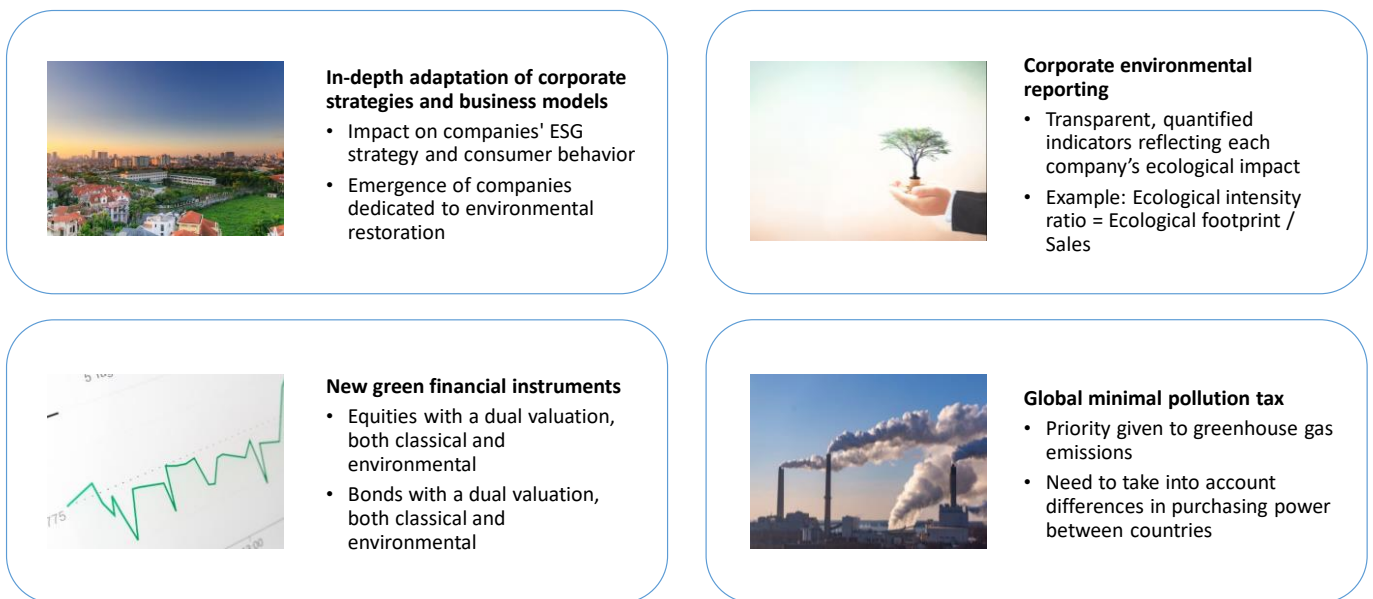 In-depth adaptation of corporate
strategies and business models
• Impact on companies' ESG
strategy and consumer behavior
• Emergence of companies
dedicated to environmental
restoration
Corporate environmental
reporting
• Transparent, quantified
indicators reflecting each
company’s ecological impact
• Example: Ecological intensity
ratio = Ecological footprint /
Sales
New green financial instruments
• Equities with a dual valuation,
both classical and
environmental
• Bonds with a dual valuation,
both classical and
environmental
775
Global minimal pollution tax
• Priority given to greenhouse gas
emissions
• Need to take into account
differences in purchasing power
between countries